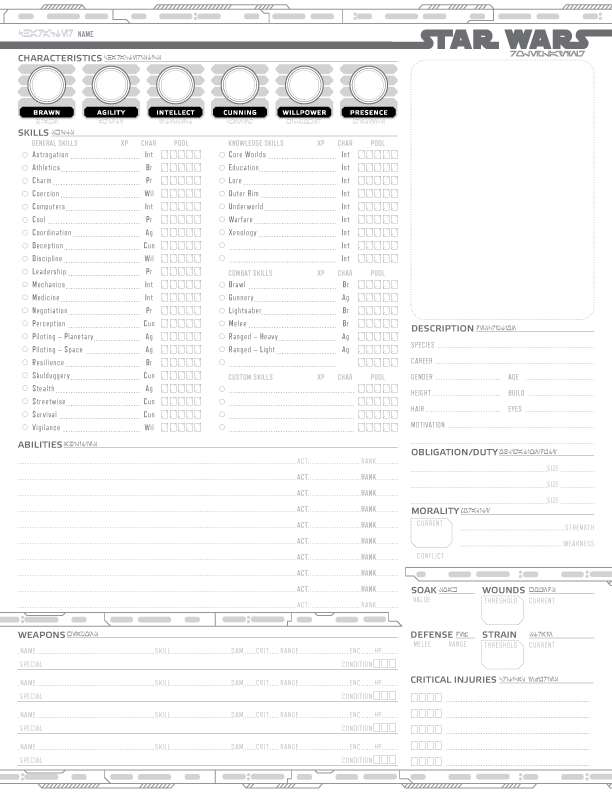 NAME
STAR WARS
CHARACTERISTICS
BRAWN AGILITY INTELLECT CUNNING WILLPOWER PRESENCE
SKILLS
GENERAL SKILLS XP CHAR POOL
Astrogation Int
Athletics Br
Charm Pr
Coercion Wil
Computers Int
Cool Pr
Coordination Ag
Deception Cun
Discipline Wil
Leadership Pr
Mechanics Int
Medicine Int
Negotiation Pr
Perception Cun
Piloting – Planetary Ag
Piloting – Space Ag
Resilience Br
Skulduggery Cun
Stealth Ag
Streetwise Cun
Survival Cun
Vigilance Wil
KNOWLEDGE SKILLS XP CHAR POOL
Core Worlds Int
Education Int
Lore Int
Outer Rim Int
Underworld Int
Warfare Int
Xenology Int
Int
Int
COMBAT SKILLS XP CHAR POOL
Brawl Br
Gunnery Ag
Lightsaber Br
Melee Br
Ranged – Heavy Ag
Ranged – Light Ag
CUSTOM SKILLS XP CHAR POOL
ABILITIES
ACT RANK
ACT RANK
ACT RANK
ACT RANK
ACT RANK
ACT RANK
ACT RANK
ACT RANK
ACT RANK
ACT RANK
WEAPONS
NAME SKILL DAM CRIT RANGE ENC HP
SPECIAL CONDITION
NAME SKILL DAM CRIT RANGE ENC HP
SPECIAL CONDITION
NAME SKILL DAM CRIT RANGE ENC HP
SPECIAL CONDITION
NAME SKILL DAM CRIT RANGE ENC HP
SPECIAL CONDITION
DESCRIPTION
SPECIES
CAREER
GENDER AGE
HEIGHT BUILD
HAIR EYES
MOTIVATION
OBLIGATION/DUTY
SIZE
SIZE
SIZE
MORALITY
CURRENT
STRENGTH
WEAKNESS
CONFLICT
SOAK WOUNDS
VALUE THRESHOLD CURRENT
DEFENSE STRAIN
MELEE RANGE THRESHOLD CURRENT
CRITICAL INJURIES